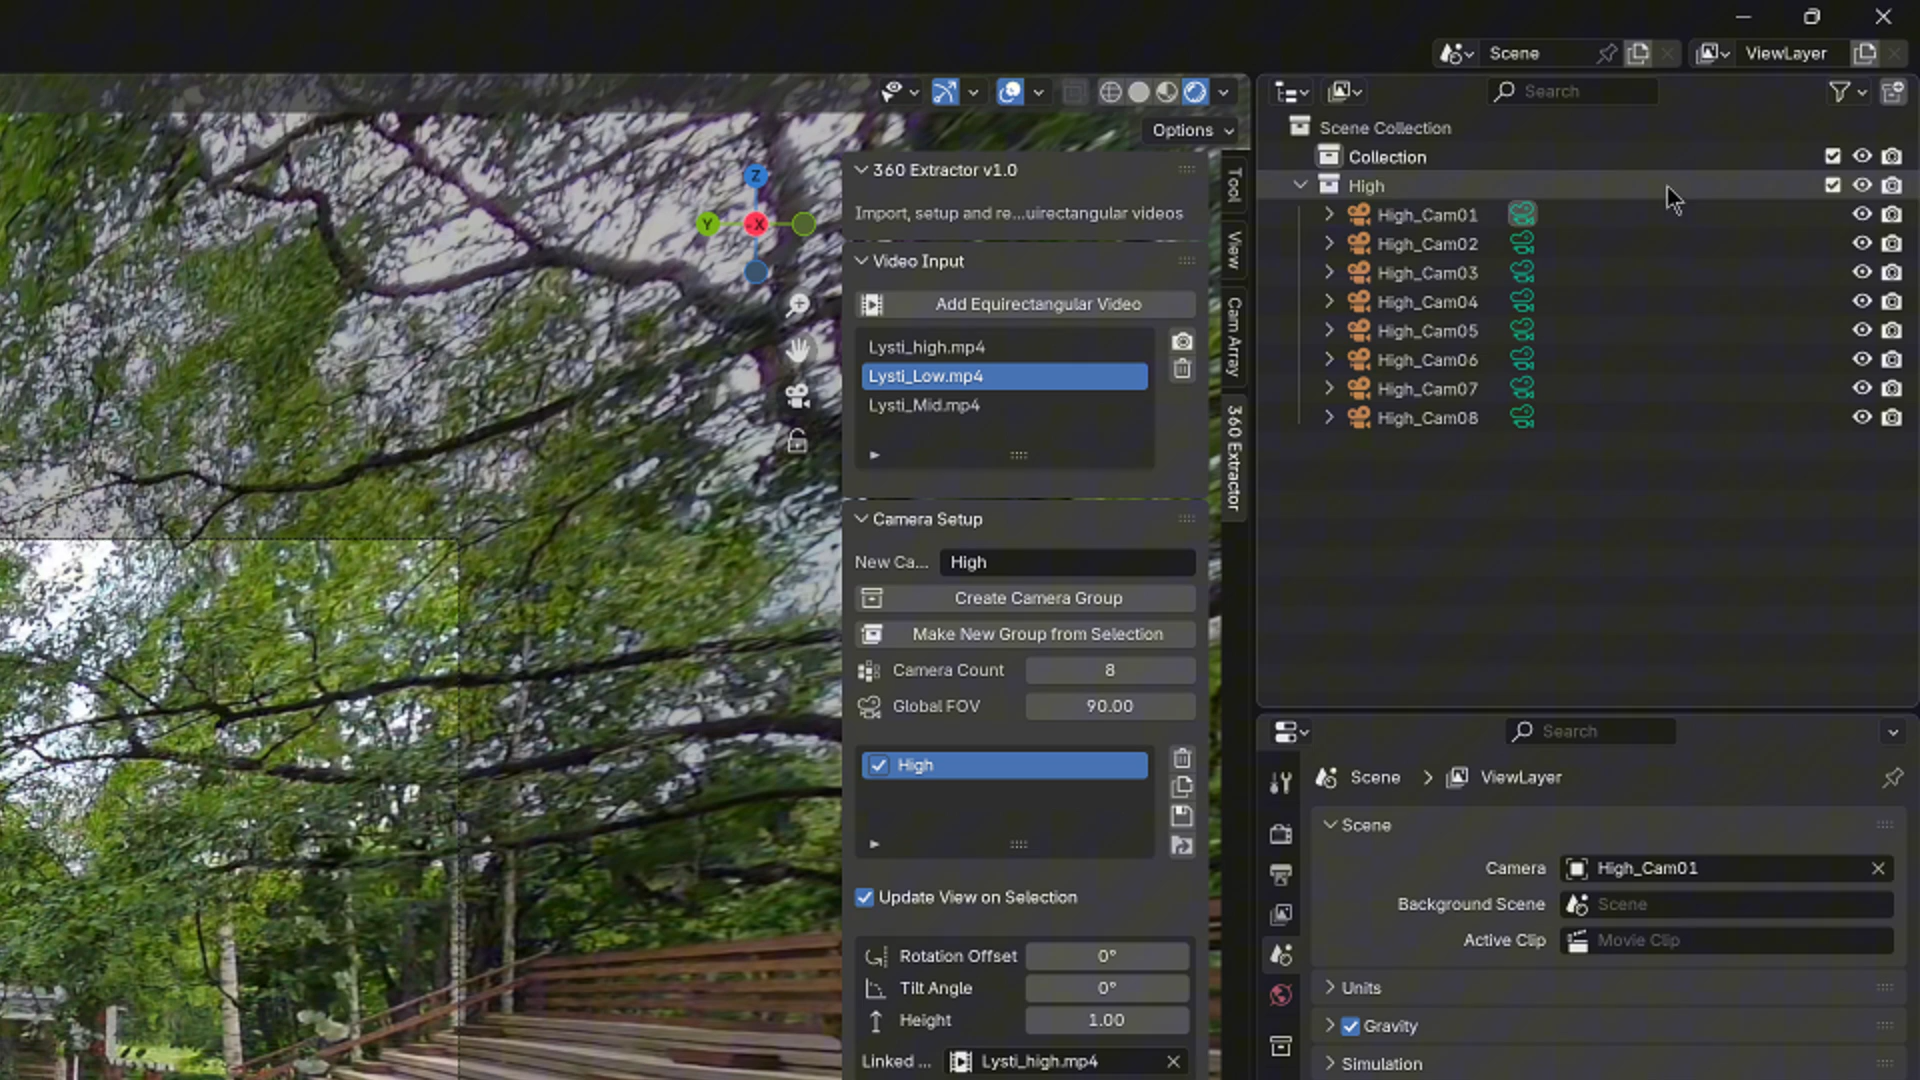 Scene
ViewLayer
Options
Z
Y
X
360 Extractor v1.0
Import, setup and re...uirectangular videos
Video Input
Add Equirectangular Video
Lysti_high.mp4
Lysti_Low.mp4
Lysti_Mid.mp4
Camera Setup
New Ca... High
Create Camera Group
Make New Group from Selection
Camera Count 8
Global FOV 90.00
High
Update View on Selection
Rotation Offset 0°
Tilt Angle 0°
Height 1.00
Linked ... Lysti_high.mp4
Tool
View
Cam Array
360 Extractor
Search
Scene Collection
Collection
High
High_Cam01
High_Cam02
High_Cam03
High_Cam04
High_Cam05
High_Cam06
High_Cam07
High_Cam08
Search
Scene > ViewLayer
Scene
Camera High_Cam01
Background Scene Scene
Active Clip Movie Clip
Units
Gravity
Simulation